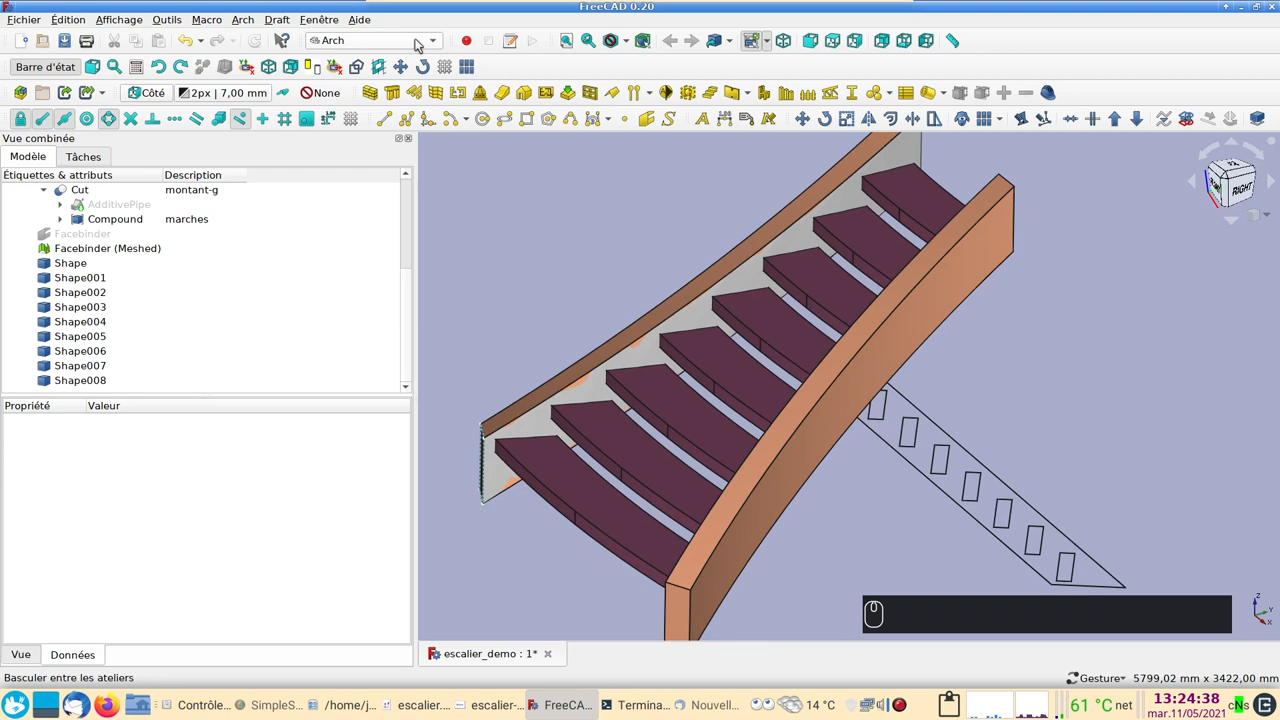 FreeCAD 0.20
Fichier Édition Affichage Outils Macro Arch Draft Fenêtre Aide
Arch
Barre d'état
Côté 2px | 7,00 mm None
Vue combinée
Modèle Tâches
Étiquettes & attributs Description
Cut montant-g
AdditivePipe
Compound marches
Facebinder
Facebinder (Meshed)
Shape
Shape001
Shape002
Shape003
Shape004
Shape005
Shape006
Shape007
Shape008
Propriété Valeur
RIGHT
Z
Y
X
Vue Données
escalier_demo : 1*
Basculer entre les ateliers
Gesture 5799,02 mm x 3422,00 mm
Contrôle... SimpleS... /home/j... escalier.... escalier-... FreeCA... Termina... Nouvell... 14 °C 61 °C net 13:24:38
mar.11/05/2021